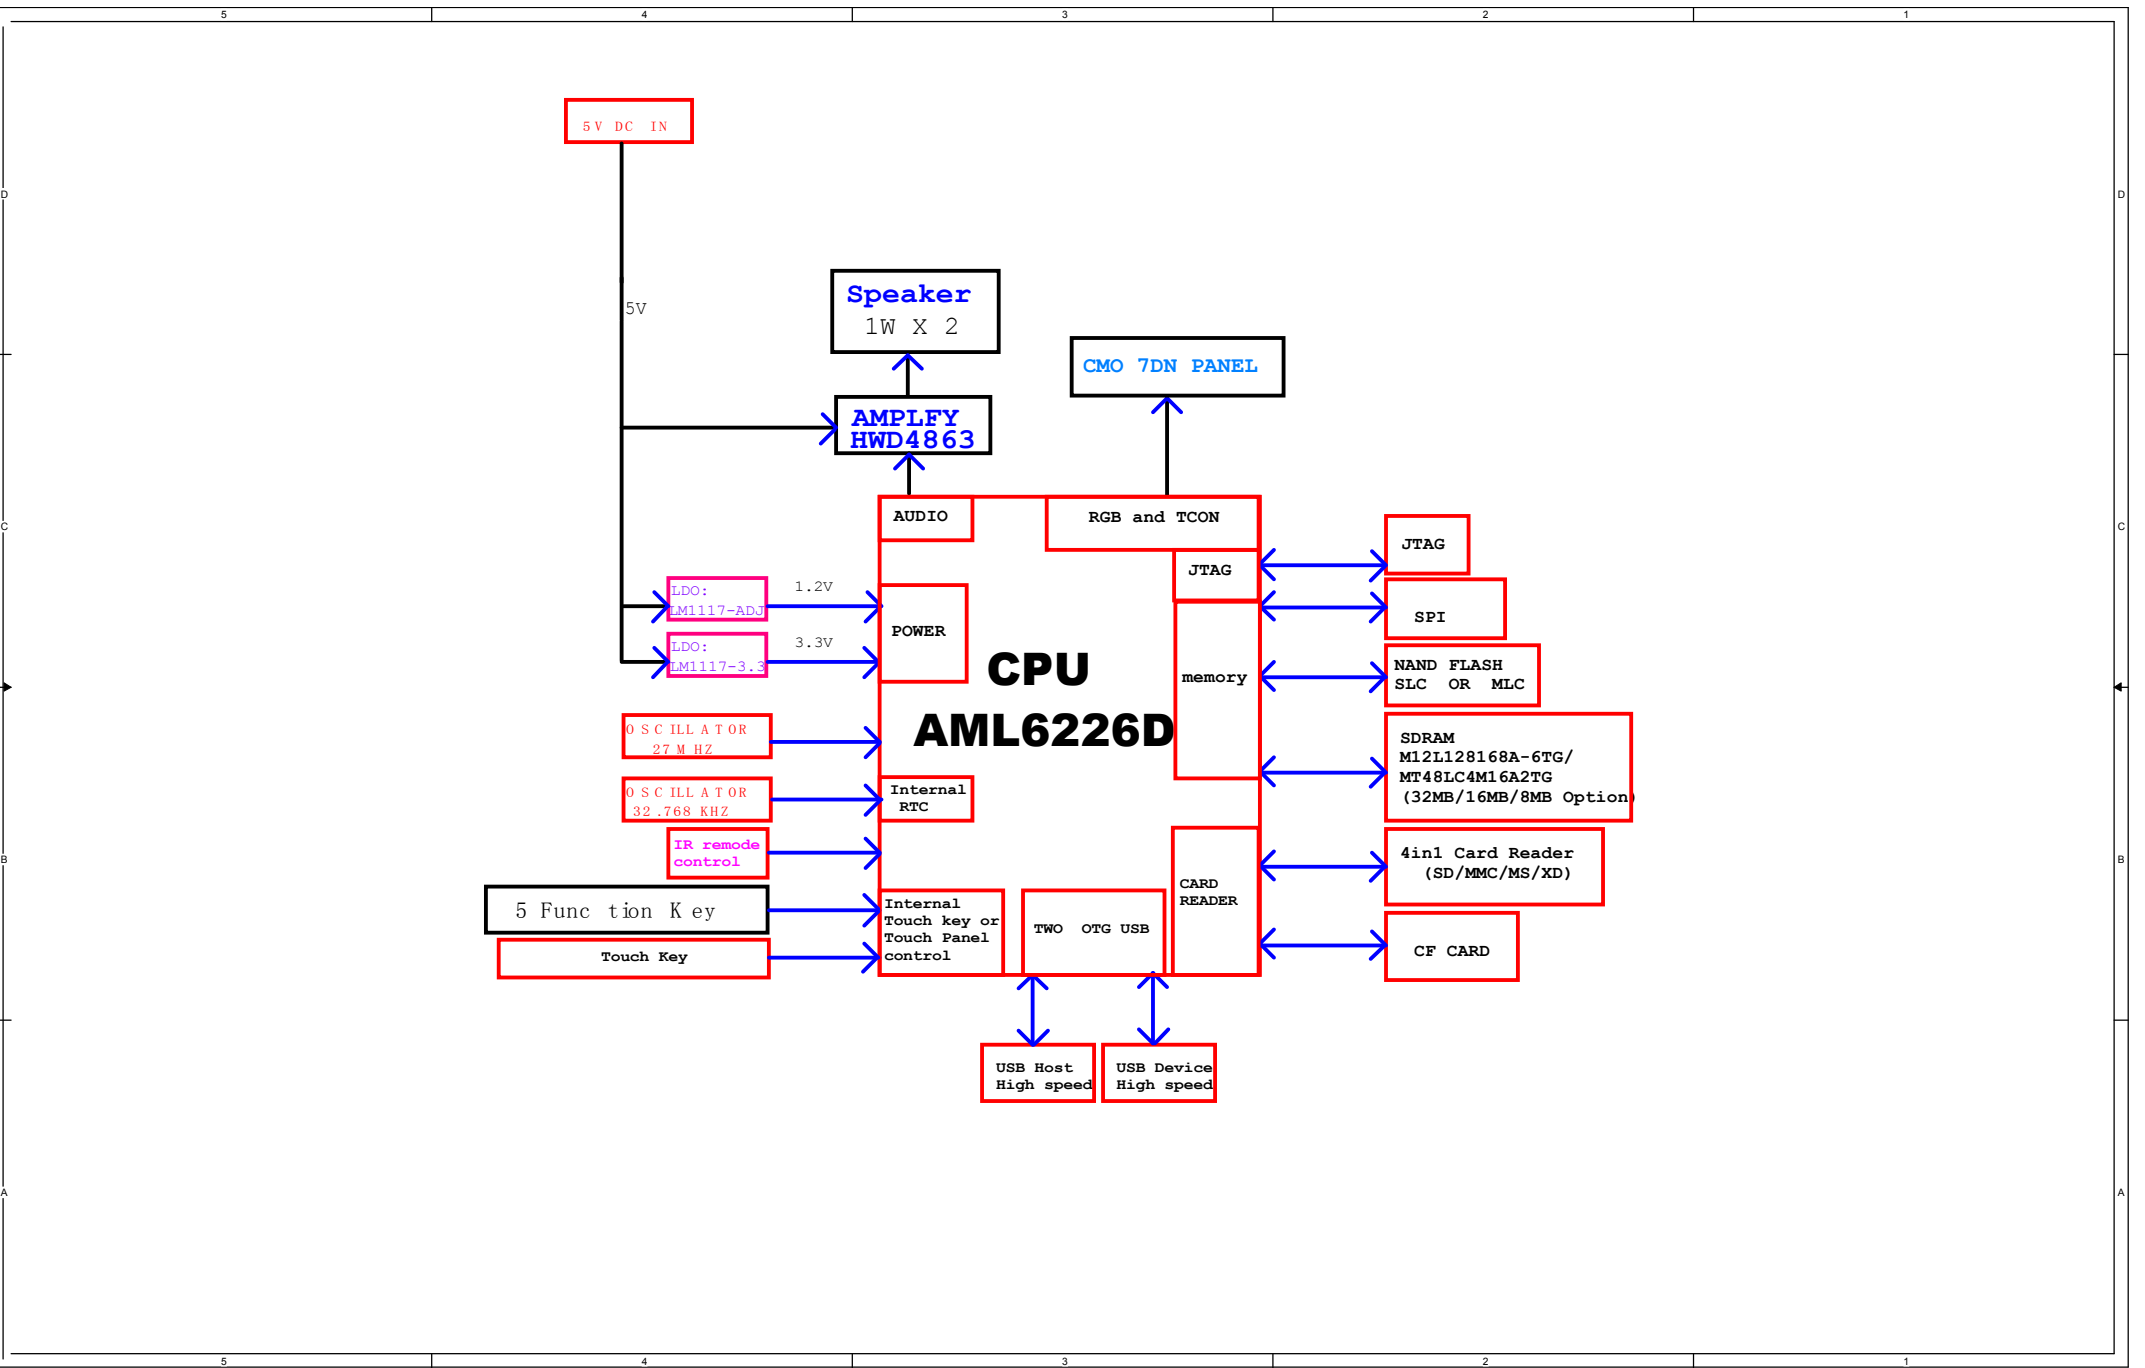 5 4 3 2 1
5V DC IN
D D
Speaker
5V
1W X 2
CMO 7DN PANEL
AMPLFY
HWD4863
AUDIO
RGB and TCON
C C
JTAG
JTAG
LDO:
LM1117-ADJ
1.2V
SPI
POWER
LDO:
LM1117-3.3
3.3V
CPU
AML6226D
memory
NAND FLASH
SLC OR MLC
OSCILLATOR
27MHZ
SDRAM
M12L128168A-6TG/
MT48LC4M16A2TG
(32MB/16MB/8MB Option)
OSCILLATOR
32.768KHZ
Internal
RTC
IR remode
control
B B
4in1 Card Reader
(SD/MMC/MS/XD)
CARD
READER
5 Function Key
Internal
Touch key or
Touch Panel
control
TWO OTG USB
Touch Key
CF CARD
USB Host
High speed
USB Device
High speed
A A
5 4 3 2 1